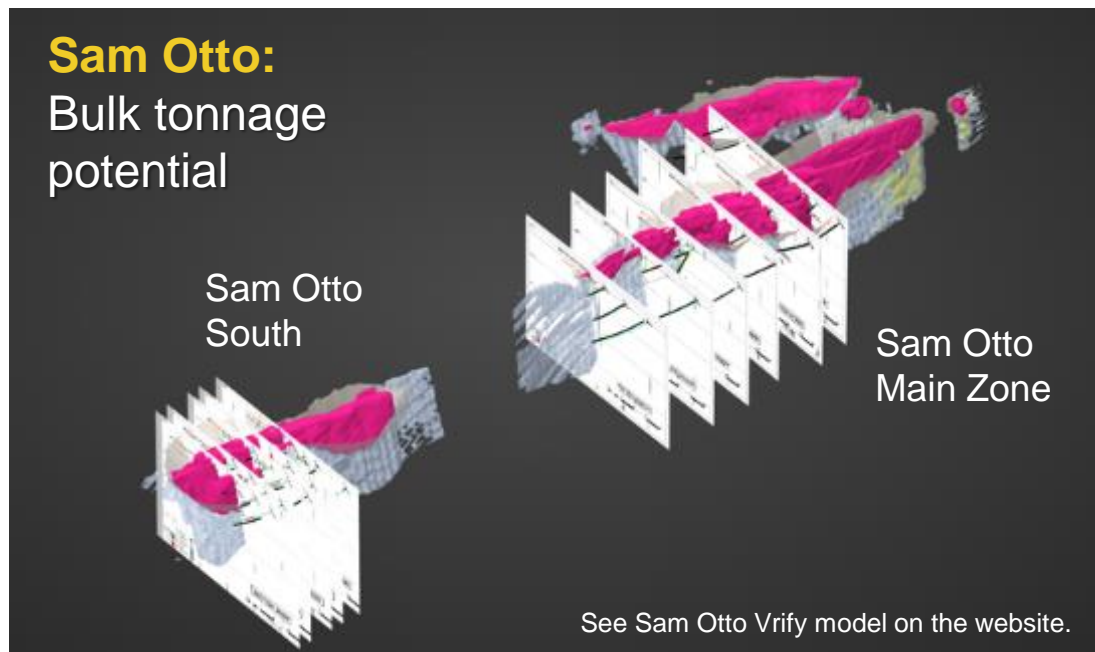 Sam Otto:
Bulk tonnage
potential
Sam Otto
South
Sam Otto
Main Zone
See Sam Otto Vrify model on the website.